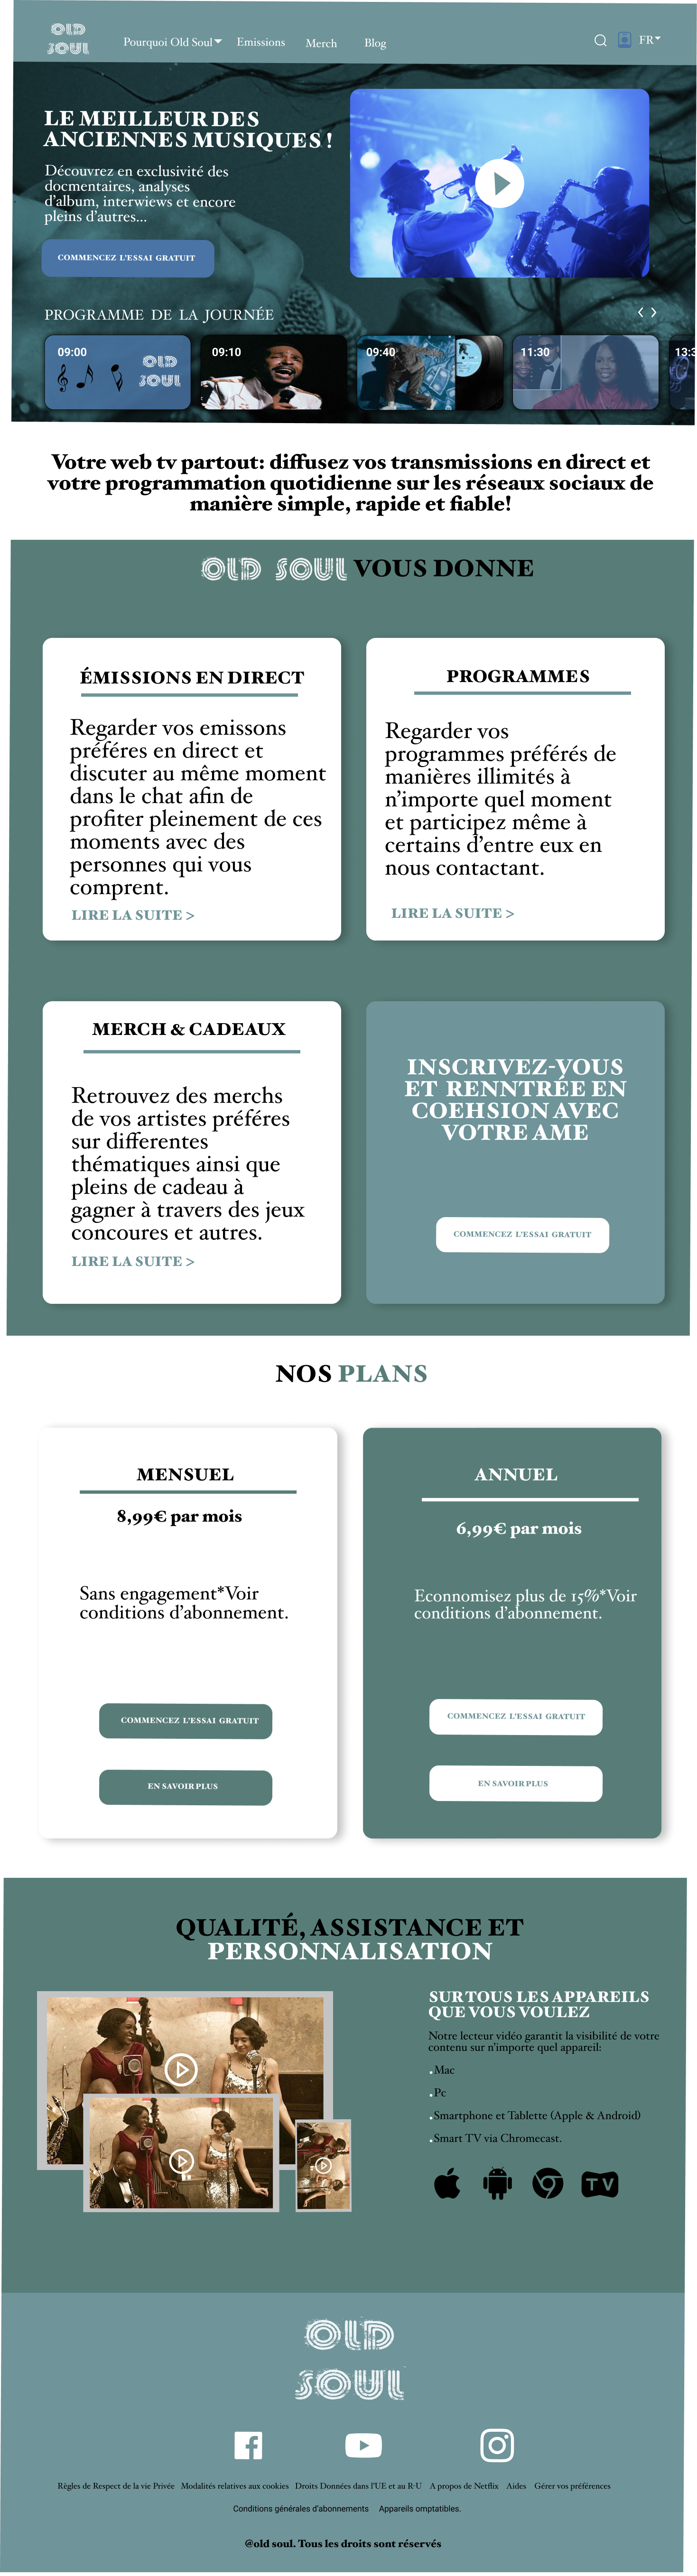 OLD
SOUL
Pourquoi Old Soul Emissions Merch Blog FR
LE MEILLEUR DES
ANCIENNES MUSIQUES !
Découvrez en exclusivité des
docmentaires, analyses
d'album, interwiews et encore
pleins d'autres...
COMMENCEZ L'ESSAI GRATUIT
PROGRAMME DE LA JOURNÉE
09:00
OLD
SOUL
09:10
09:40
11:30
13:3
Votre web tv partout: diffusez vos transmissions en direct et
votre programmation quotidienne sur les réseaux sociaux de
manière simple, rapide et fiable!
OLD SOUL VOUS DONNE
ÉMISSIONS EN DIRECT
Regarder vos emissons
préféres en direct et
discuter au même moment
dans le chat afin de
profiter pleinement de ces
moments avec des
personnes qui vous
comprent.
LIRE LA SUITE >
PROGRAMMES
Regarder vos
programmes préférés de
manières illimités à
n'importe quel moment
et participez même à
certains d'entre eux en
nous contactant.
LIRE LA SUITE >
MERCH & CADEAUX
Retrouvez des merchs
de vos artistes préféres
sur differentes
thématiques ainsi que
pleins de cadeau à
gagner à travers des jeux
concoures et autres.
LIRE LA SUITE >
INSCRIVEZ-VOUS
ET RENNTRÉE EN
COEHSION AVEC
VOTRE AME
COMMENCEZ L'ESSAI GRATUIT
NOS PLANS
MENSUEL
8,99€ par mois
Sans engagement*Voir
conditions d'abonnement.
COMMENCEZ L'ESSAI GRATUIT
EN SAVOIR PLUS
ANNUEL
6,99€ par mois
Econnomisez plus de 15%*Voir
conditions d'abonnement.
COMMENCEZ L'ESSAI GRATUIT
EN SAVOIR PLUS
QUALITÉ, ASSISTANCE ET
PERSONNALISATION
SUR TOUS LES APPAREILS
QUE VOUS VOULEZ
Notre lecteur vidéo garantit la visibilité de votre
contenu sur n'importe quel appareil:
.Mac
.Pc
.Smartphone et Tablette (Apple & Android)
.Smart TV via Chromecast.
TV
OLD
SOUL
Règles de Respect de la vie Privée Modalités relatives aux cookies Droits Données dans l'UE et au R-U A propos de Netflix Aides Gérer vos préférences
Conditions générales d'abonnements Appareils omptatibles.
@old soul. Tous les droits sont réservés